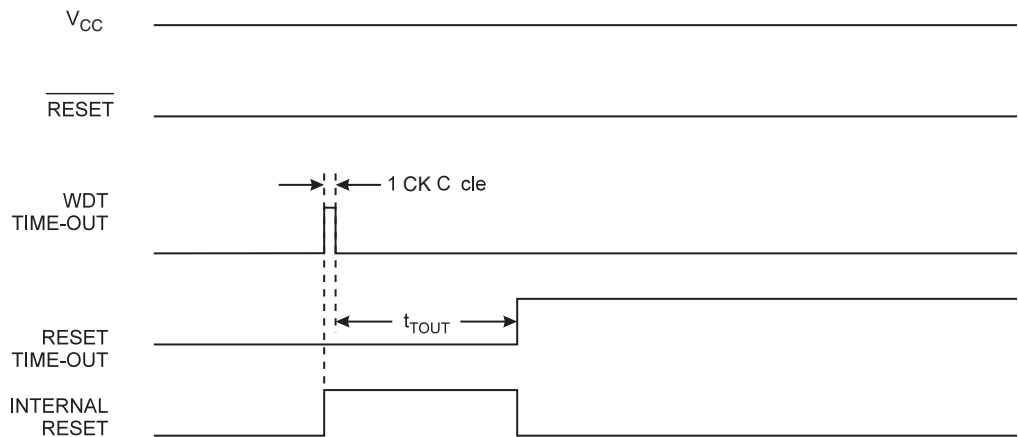 VCC
RESET
1 CK C cle
WDT
TIME-OUT
tTOUT
RESET
TIME-OUT
INTERNAL
RESET